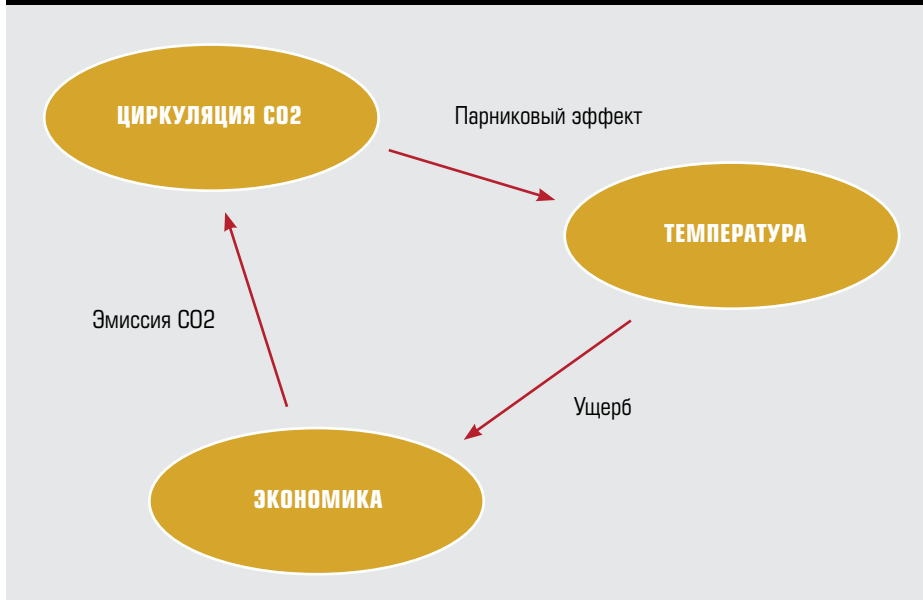 ЦИРКУЛЯЦИЯ CO2
Парниковый эффект
ТЕМПЕРАТУРА
Эмиссия CO2
Ущерб
ЭКОНОМИКА